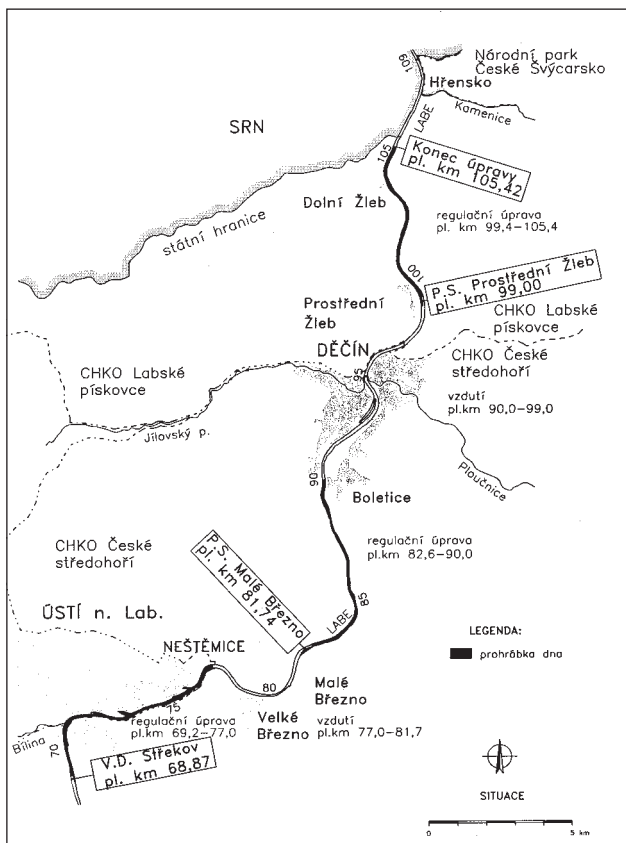 109
Národní park
České Švýcarsko
Hřensko
Kamenice
SRN
LABE
105
Konec úpravy
pl. km 105,42
Dolní Žleb
státní hranice
regulační úprava
pl. km 99,4-105,4
100
P.S. Prostřední Žleb
pl. km 99,00
Prostřední
Žleb
CHKO Labské
pískovce
DĚČÍN
CHKO České
středohoří
95
CHKO Labské
pískovce
vzdutí
pl.km 90,0-99,0
Jílovský p.
Ploučnice
90
Boletice
P.S. Malé Březno
pl. km 81,74
regulační úprava
pl.km 82,6-90,0
CHKO České
středohoří
85
ÚSTÍ n. Lab.
LABE
LEGENDA:
prohrábka dna
NEŠTĚMICE
80
Malé
Březno
75
regulační úprava
pl.km 69,2-77,0
Velké
Březno
vzdutí
pl.km 77,0-81,7
Bílina
70
V.D. Střekov
pl. km 68,87
SITUACE
0
5 km